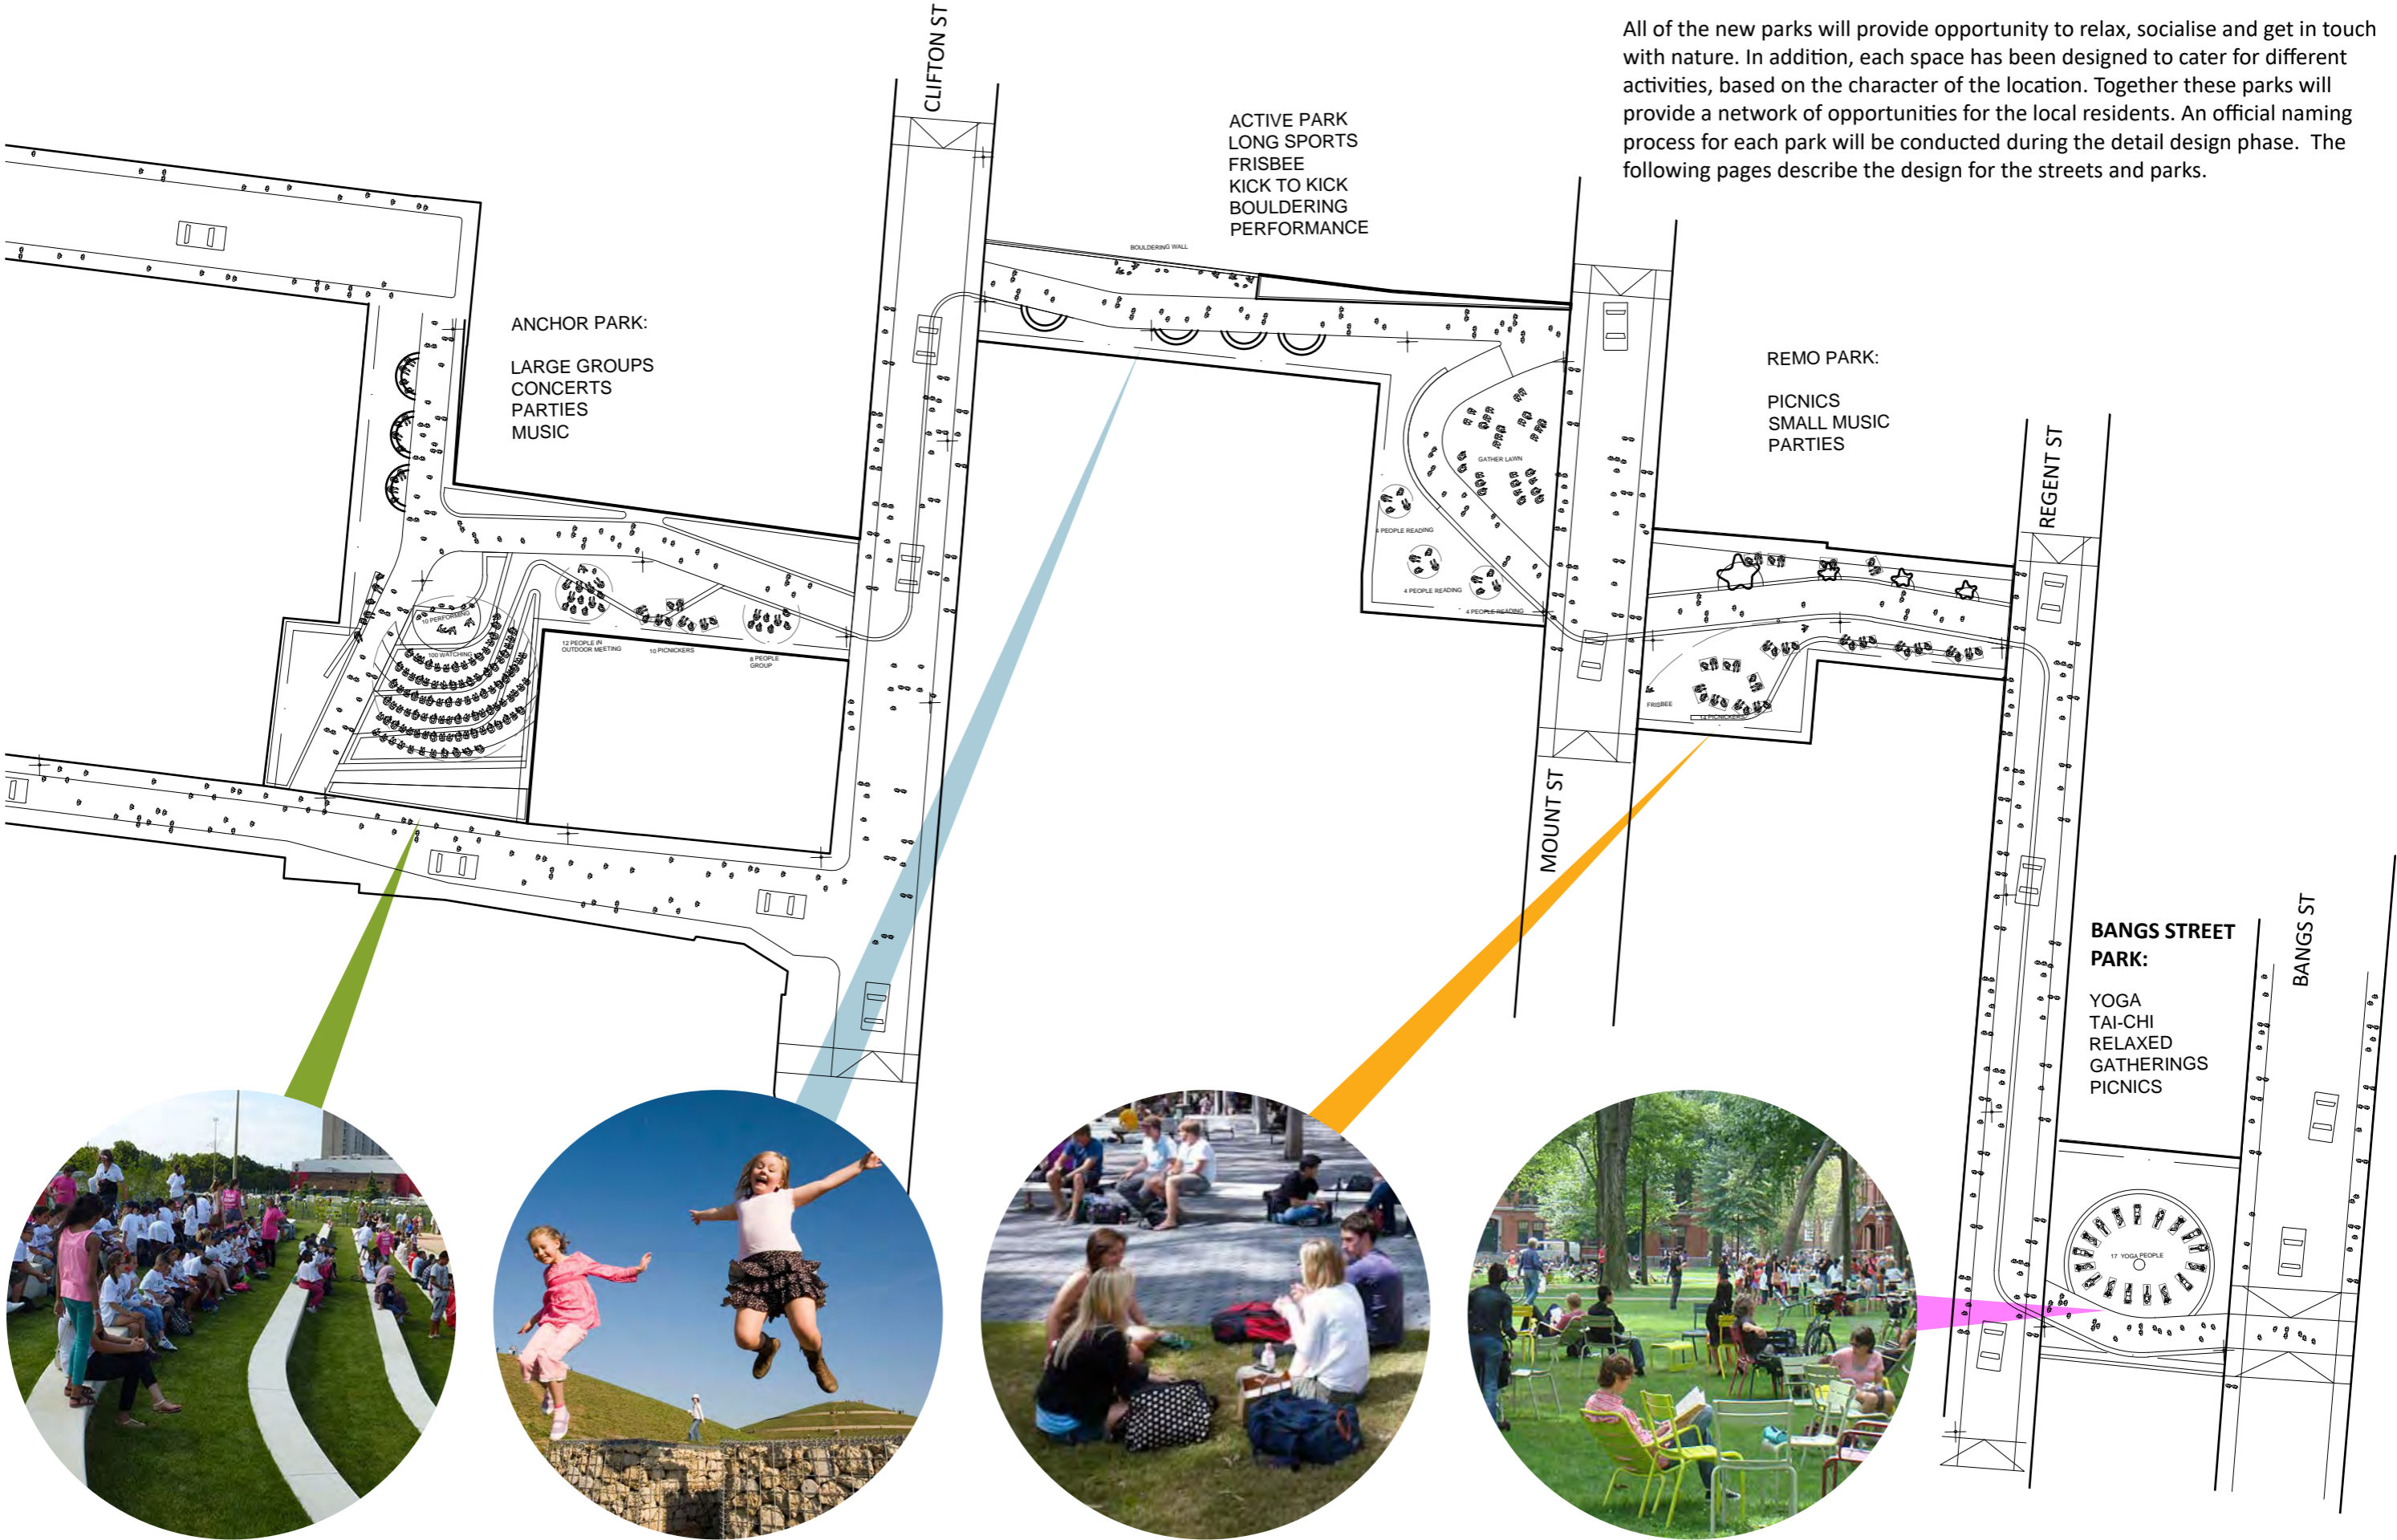 All of the new parks will provide opportunity to relax, socialise and get in touch
with nature. In addition, each space has been designed to cater for different
activities, based on the character of the location. Together these parks will
provide a network of opportunities for the local residents. An official naming
process for each park will be conducted during the detail design phase.  The
following pages describe the design for the streets and parks.
CLIFTON ST
ACTIVE PARK
LONG SPORTS
FRISBEE
KICK TO KICK
BOULDERING
PERFORMANCE
BOULDERING WALL
ANCHOR PARK:
LARGE GROUPS
CONCERTS
PARTIES
MUSIC
REMO PARK:
PICNICS
SMALL MUSIC
PARTIES
REGENT ST
GATHER LAWN
PEOPLE READING
4 PEOPLE READING
4 PEOPLE READING
10 PERFORMING
100 WATCHING
12 PEOPLE IN
OUTDOOR MEETING
10 PICNICKERS
8 PEOPLE
GROUP
FRISBEE
14 PICNICKERS
MOUNT ST
BANGS ST
BANGS STREET
PARK:
YOGA
TAI-CHI
RELAXED
GATHERINGS
PICNICS
17 YOGA PEOPLE